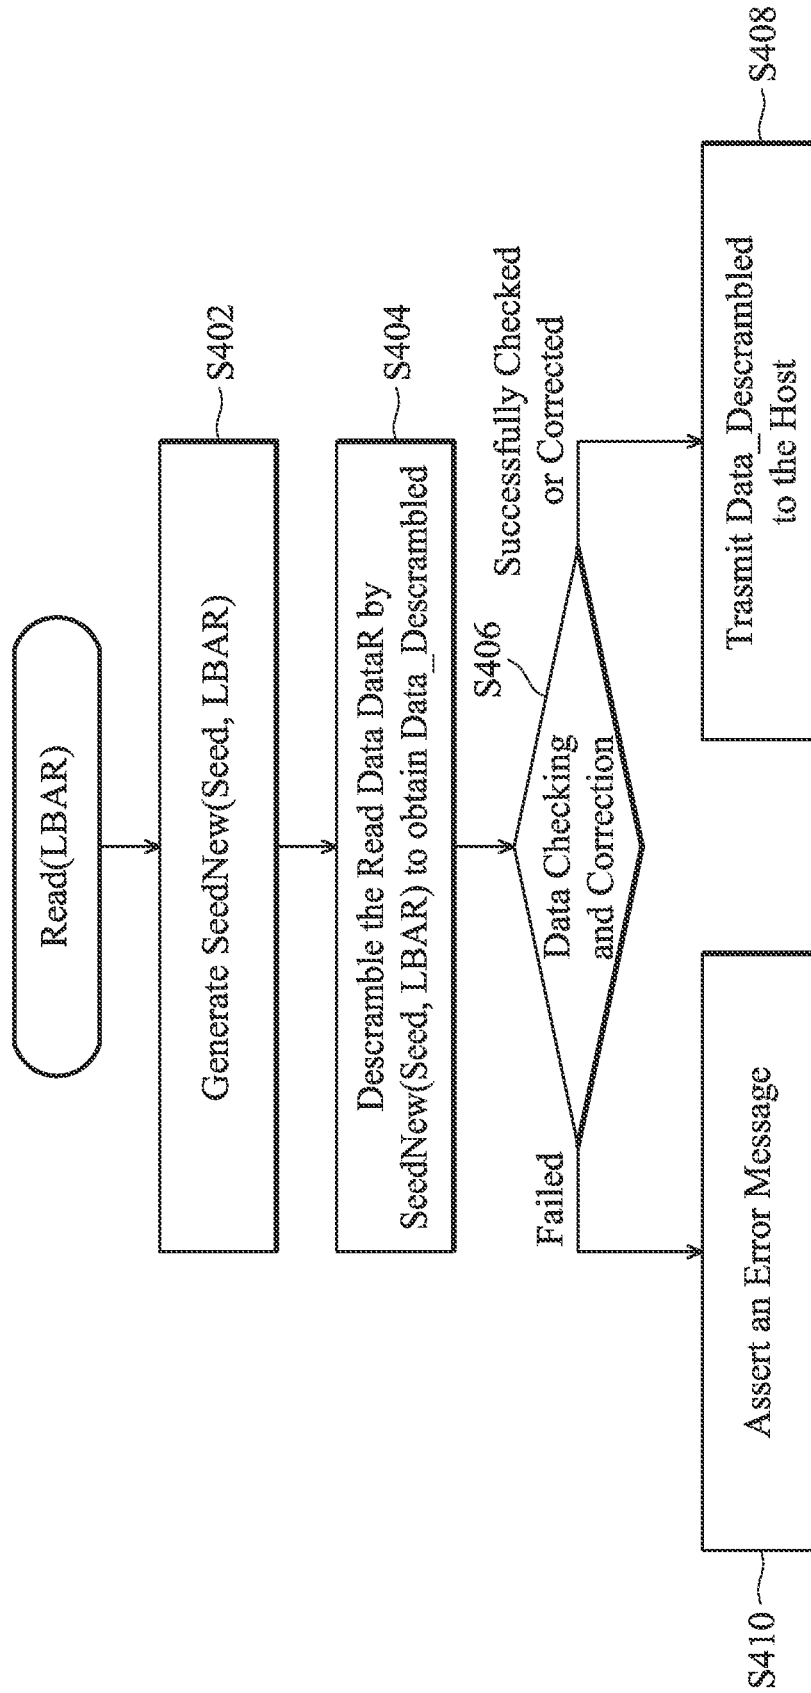 Read(LBAR)
Generate SeedNew(Seed, LBAR)
S402
Descramble the Read Data DataR by
SeedNew(Seed, LBAR) to obtain Data_Descrambled
S404
Data Checking
and Correction
S406
Failed
Successfully Checked
or Corrected
Assert an Error Message
S410
Trasmit Data_Descrambled
to the Host
S408